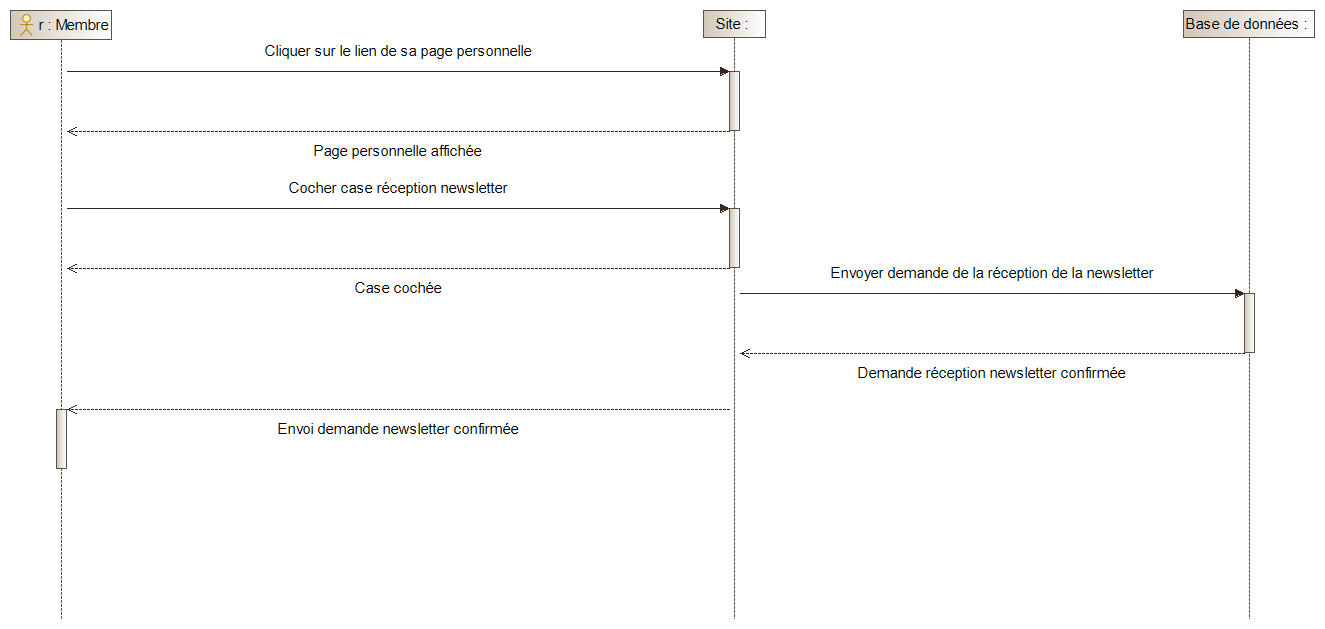 r : Membre
Site :
Base de données :
Cliquer sur le lien de sa page personnelle
Page personnelle affichée
Cocher case réception newsletter
Envoyer demande de la réception de la newsletter
Case cochée
Demande réception newsletter confirmée
Envoi demande newsletter confirmée